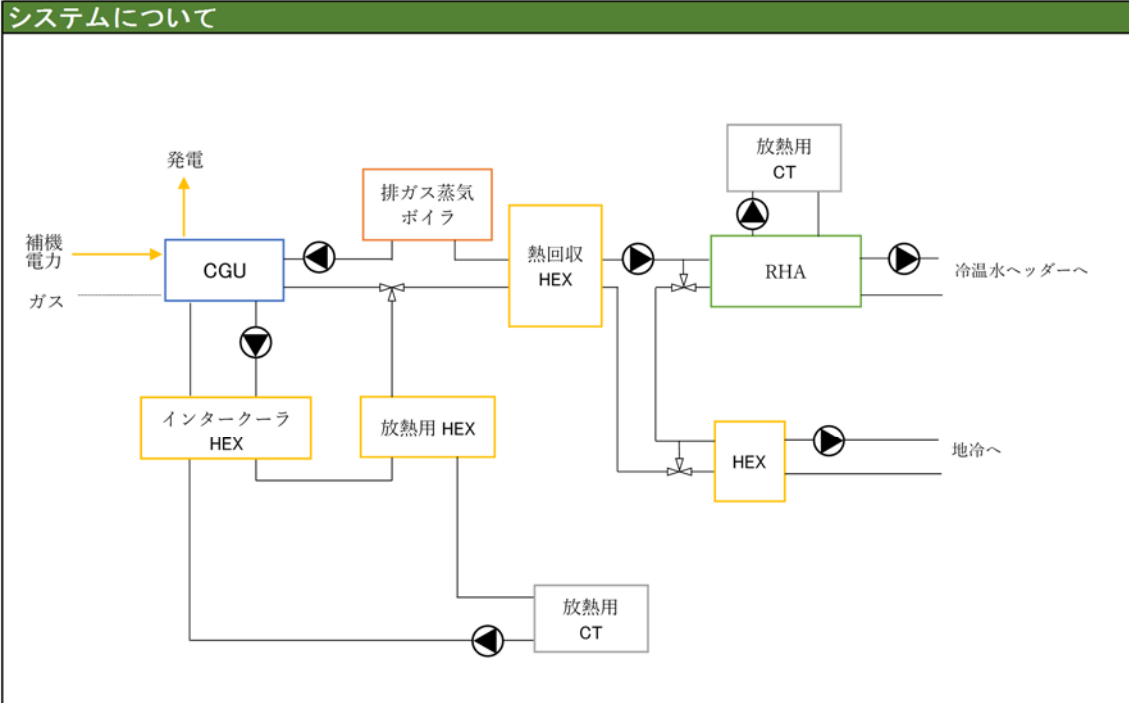 システムについて
発電
補機
電力
ガス
CGU
排ガス蒸気
ボイラ
熱回収
HEX
放熱用
CT
RHA
冷温水ヘッダーへ
インタークーラ
HEX
放熱用 HEX
HEX
地冷へ
放熱用
CT